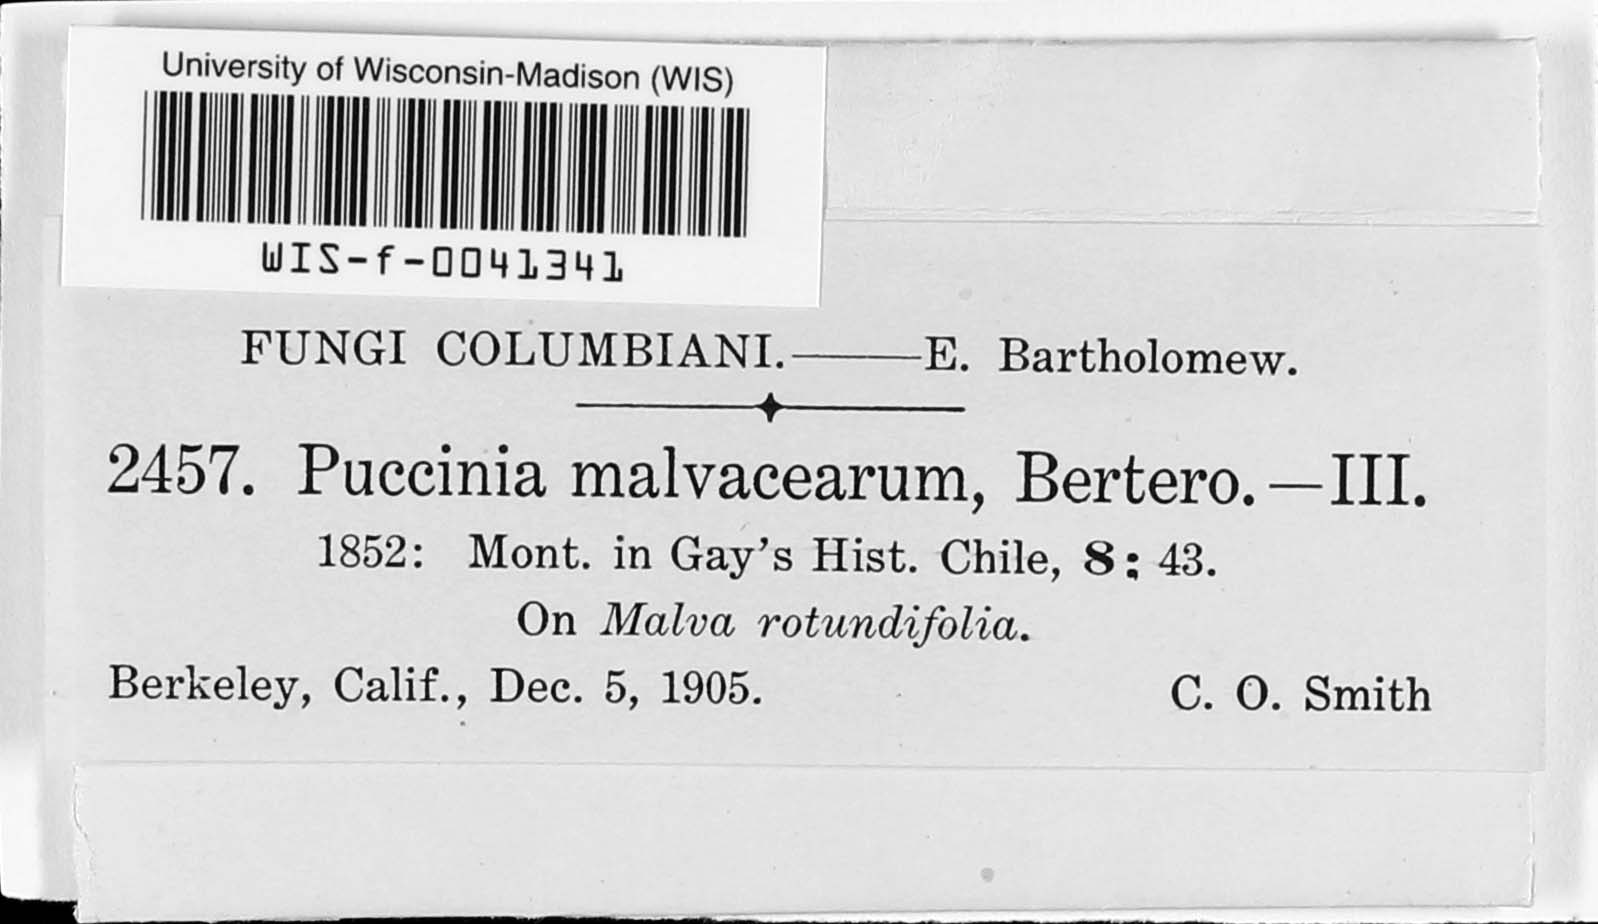 University of Wisconsin-Madison (WIS)
WIS-f-0041341
FUNGI COLUMBIANI.——E. Bartholomew.
2457. Puccinia malvacearum, Bertero.—III.
1852: Mont. in Gay's Hist. Chile, 8: 43.
On Malva rotundifolia.
Berkeley, Calif., Dec. 5, 1905. C. O. Smith